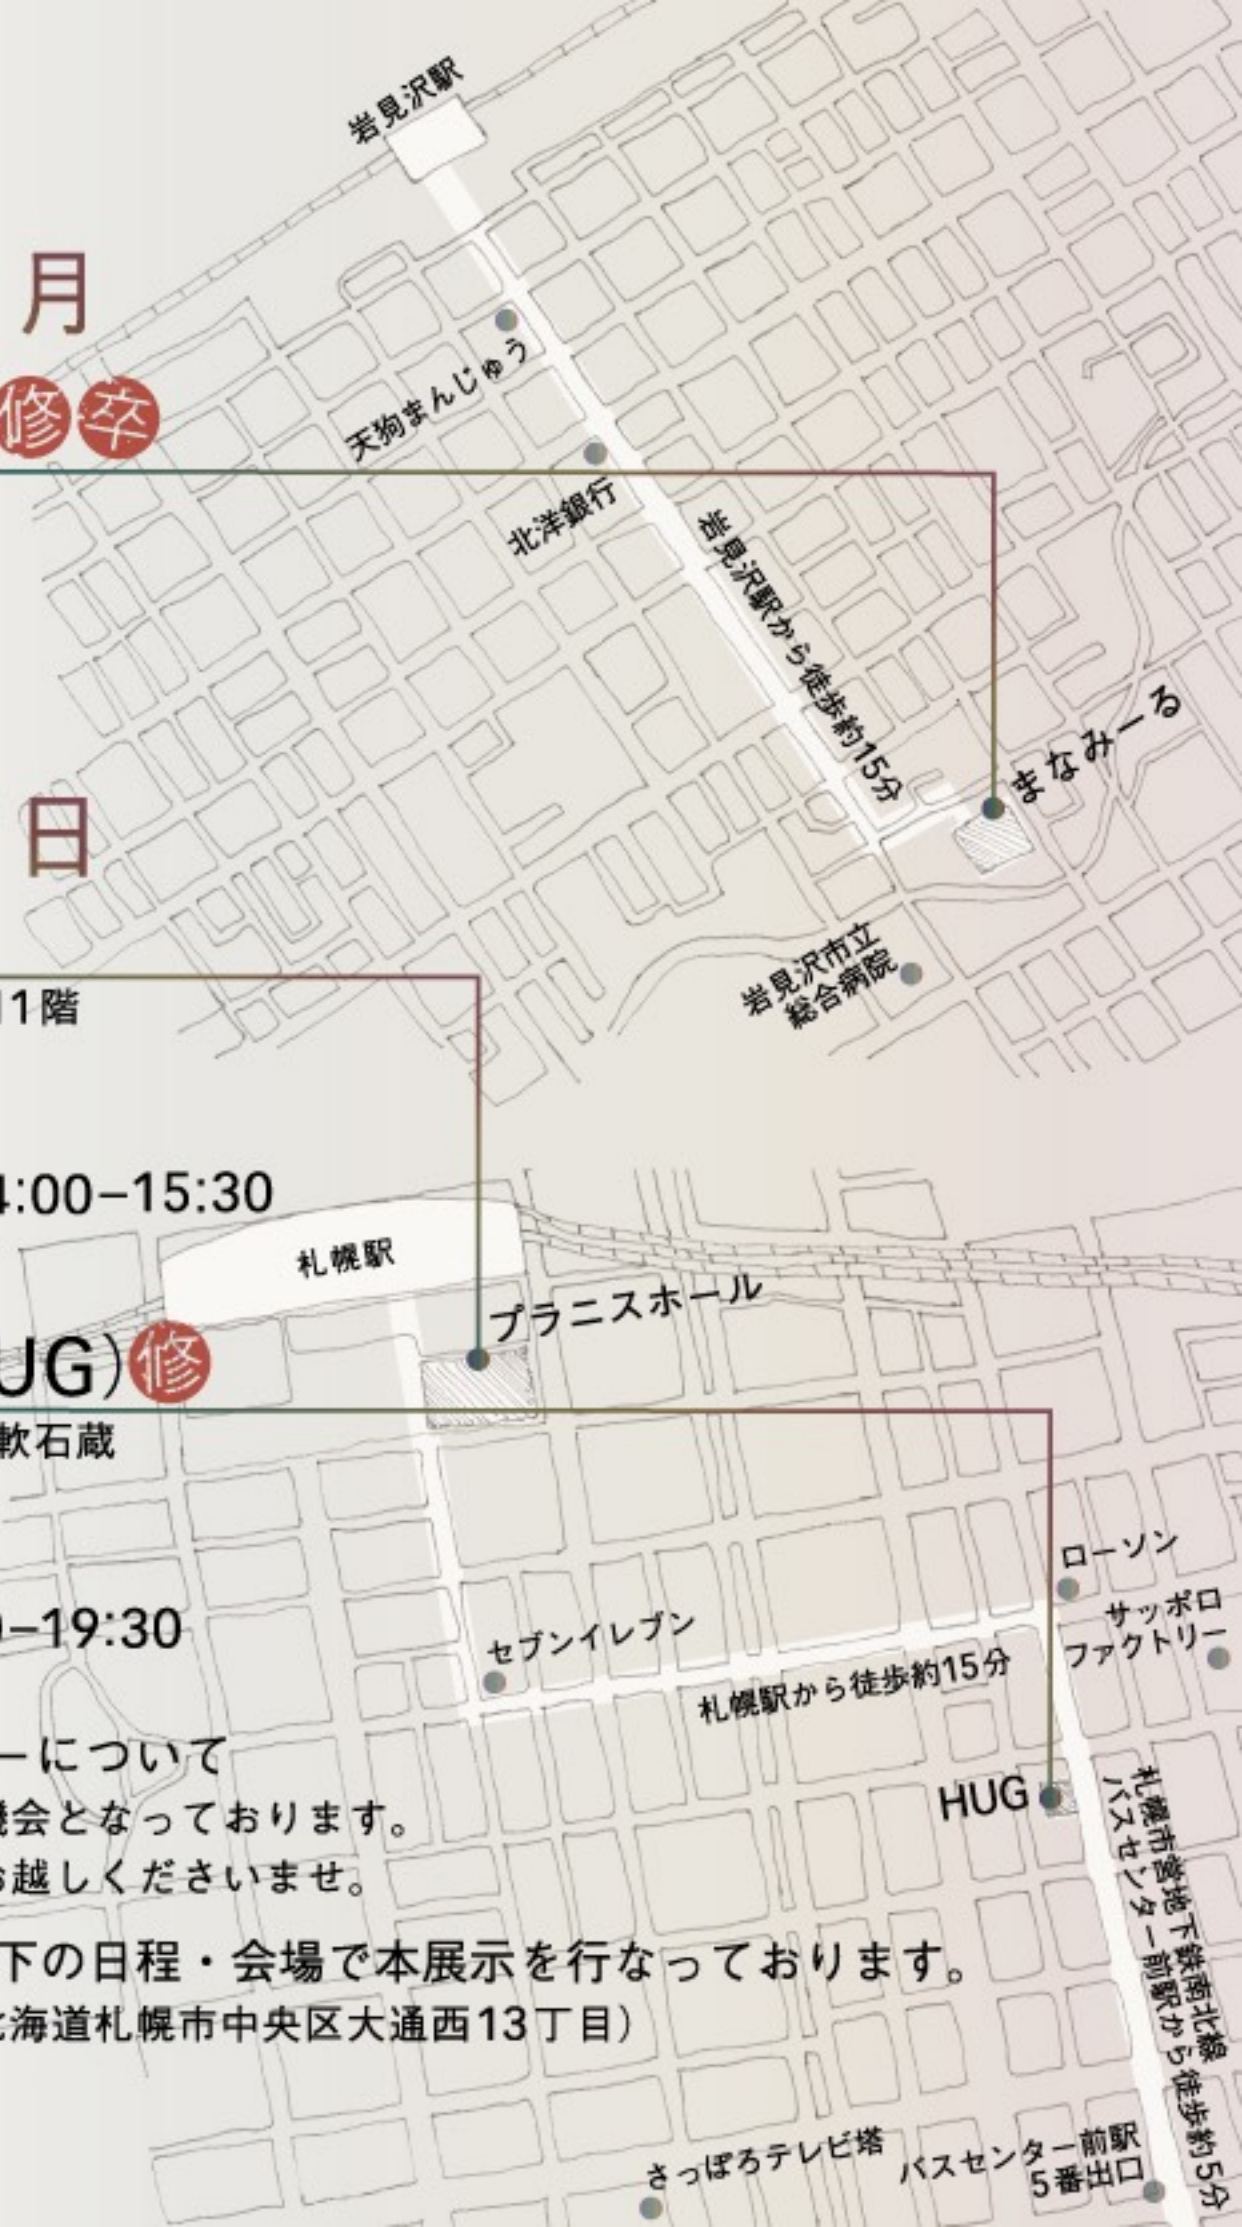 岩見沢駅
月
天狗まんじゅう
修 卒
北洋銀行
岩見沢駅から徒歩約15分
まなみーる
日
岩見沢市立
総合病院
11階
4:00–15:30
札幌駅
プラニスホール
UG) 修
軟石蔵
ローソン
サッポロ
ファクトリー
–19:30
セブンイレブン
札幌駅から徒歩約15分
ーについて
HUG
機会となっております。
お越しくださいませ。
札幌市営地下鉄南北線
バスセンター前駅から徒歩約5分
下の日程・会場で本展示を行なっております。
北海道札幌市中央区大通西13丁目）
さっぽろテレビ塔
バスセンター前駅
5番出口